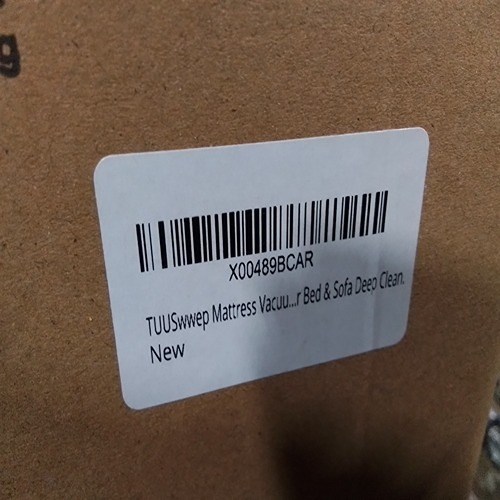 X00489BCAR
TUUSwwep Mattress Vacuu...r Bed & Sofa Deep Clean.
New